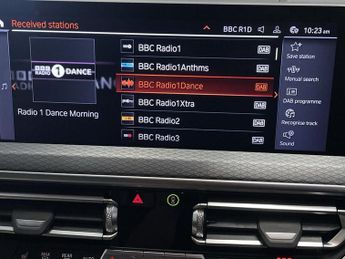 Received stations
BBC R1D
10:23 am
BBC
RADIO 1 DANCE
Radio 1 Dance Morning
BBC Radio1 DAB
BBC Radio1Anthms DAB
BBC Radio1Dance DAB
BBC Radio1Xtra DAB
BBC Radio2 DAB
BBC Radio3 DAB
Save station
Manual search
DAB programme
Recognise track
Sound
REAR